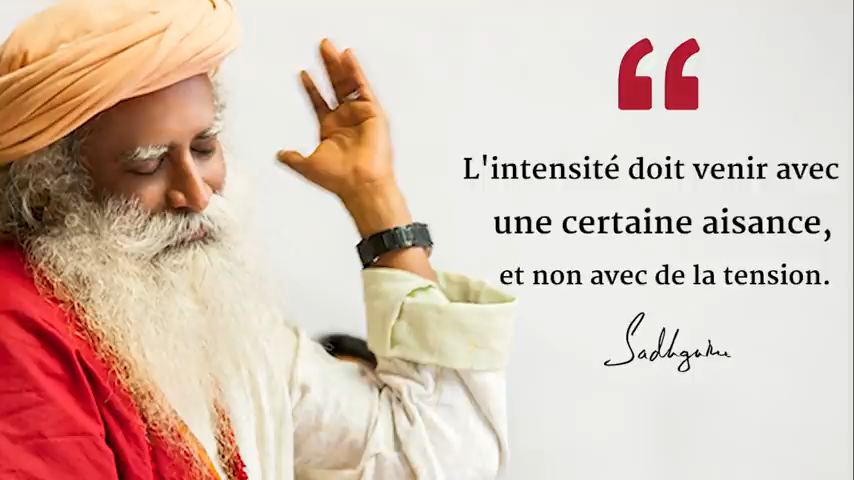 “
L'intensité doit venir avec
une certaine aisance,
et non avec de la tension.
Sadhguru